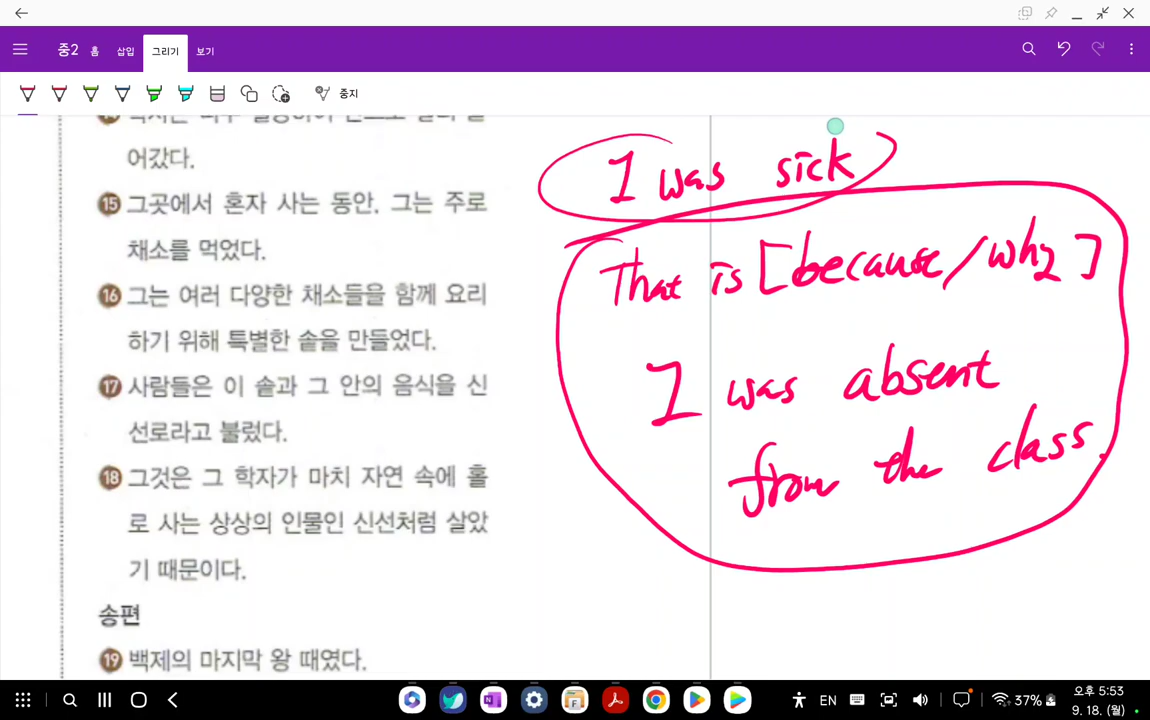 중2 홈 삽입 그리기 보기
중지
어갔다.
⑮ 그곳에서 혼자 사는 동안, 그는 주로
채소를 먹었다.
⑯ 그는 여러 다양한 채소들을 함께 요리
하기 위해 특별한 솥을 만들었다.
⑰ 사람들은 이 솥과 그 안의 음식을 신
선로라고 불렀다.
⑱ 그것은 그 학자가 마치 자연 속에 홀
로 사는 상상의 인물인 신선처럼 살았
기 때문이다.
송편
⑲ 백제의 마지막 왕 때였다.
I was sick
That is [because/why]
I was absent
from the class.
EN 37% 오후 5:53
9. 18. (월)